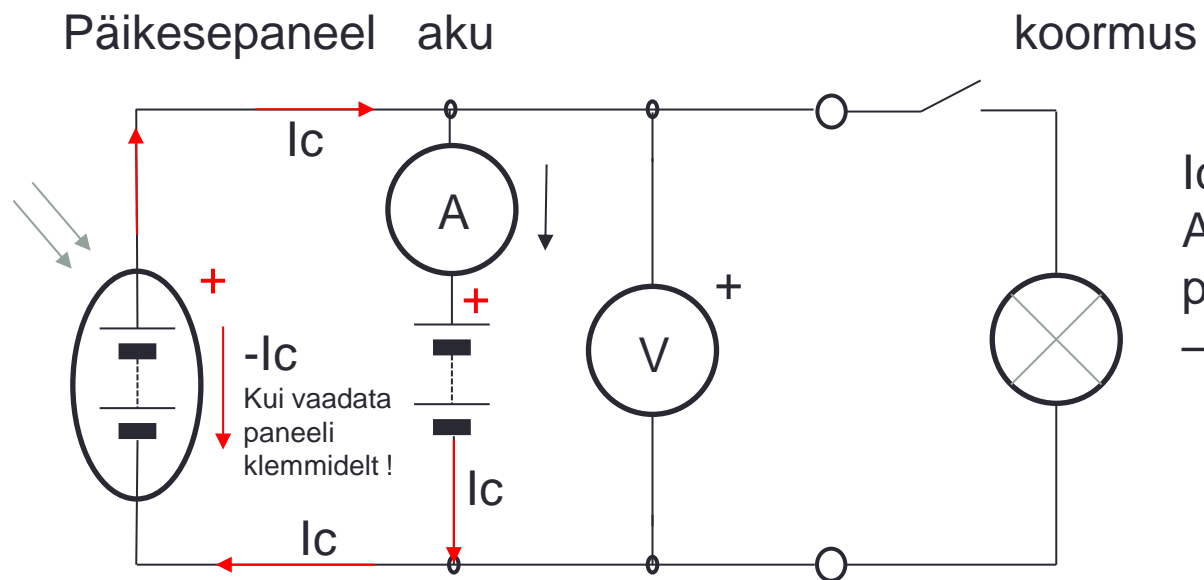 Päikesepaneel aku koormus
Ic
A
+
+
-Ic
Kui vaadata
paneeli
klemmidelt !
Ic
Ic
+
V
A
p
–